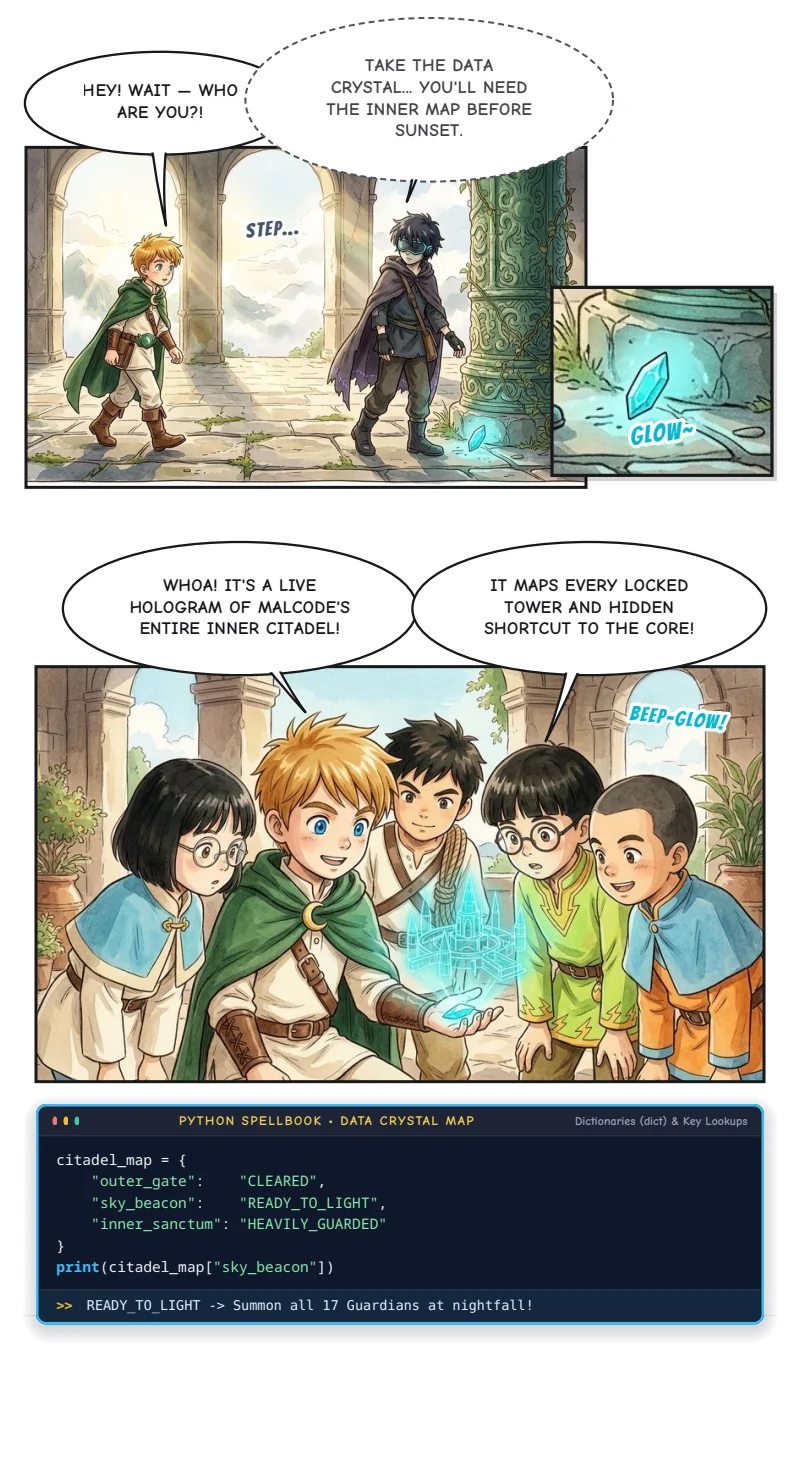 HEY! WAIT — WHO
ARE YOU?!
TAKE THE DATA
CRYSTAL... YOU'LL NEED
THE INNER MAP BEFORE
SUNSET.
STEP...
GLOW~
WHOA! IT'S A LIVE
HOLOGRAM OF MALCODE'S
ENTIRE INNER CITADEL!
IT MAPS EVERY LOCKED
TOWER AND HIDDEN
SHORTCUT TO THE CORE!
BEEP-GLOW!
PYTHON SPELLBOOK • DATA CRYSTAL MAP
Dictionaries (dict) & Key Lookups
citadel_map = {
    "outer_gate":    "CLEARED",
    "sky_beacon":    "READY_TO_LIGHT",
    "inner_sanctum": "HEAVILY_GUARDED"
}
print(citadel_map["sky_beacon"])
>> READY_TO_LIGHT -> Summon all 17 Guardians at nightfall!